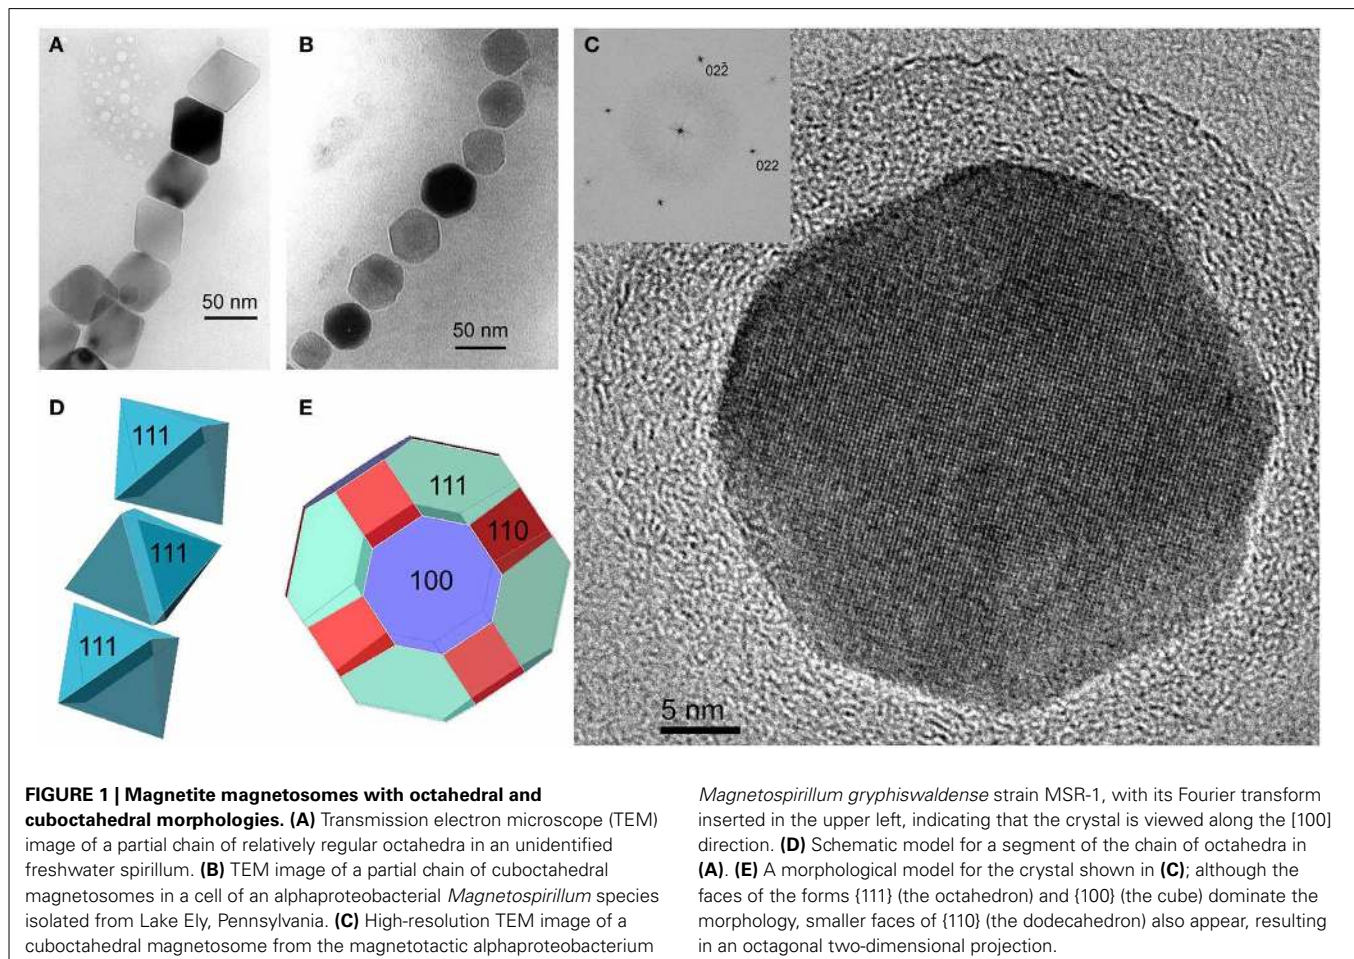 A
B
C
022̄
022
50 nm
50 nm
D
E
111
111
111
111
110
100
5 nm
FIGURE 1 | Magnetite magnetosomes with octahedral and
cuboctahedral morphologies. (A) Transmission electron microscope (TEM)
image of a partial chain of relatively regular octahedra in an unidentified
freshwater spirillum. (B) TEM image of a partial chain of cuboctahedral
magnetosomes in a cell of an alphaproteobacterial Magnetospirillum species
isolated from Lake Ely, Pennsylvania. (C) High-resolution TEM image of a
cuboctahedral magnetosome from the magnetotactic alphaproteobacterium
Magnetospirillum gryphiswaldense strain MSR-1, with its Fourier transform
inserted in the upper left, indicating that the crystal is viewed along the [100]
direction. (D) Schematic model for a segment of the chain of octahedra in
(A). (E) A morphological model for the crystal shown in (C); although the
faces of the forms {111} (the octahedron) and {100} (the cube) dominate the
morphology, smaller faces of {110} (the dodecahedron) also appear, resulting
in an octagonal two-dimensional projection.